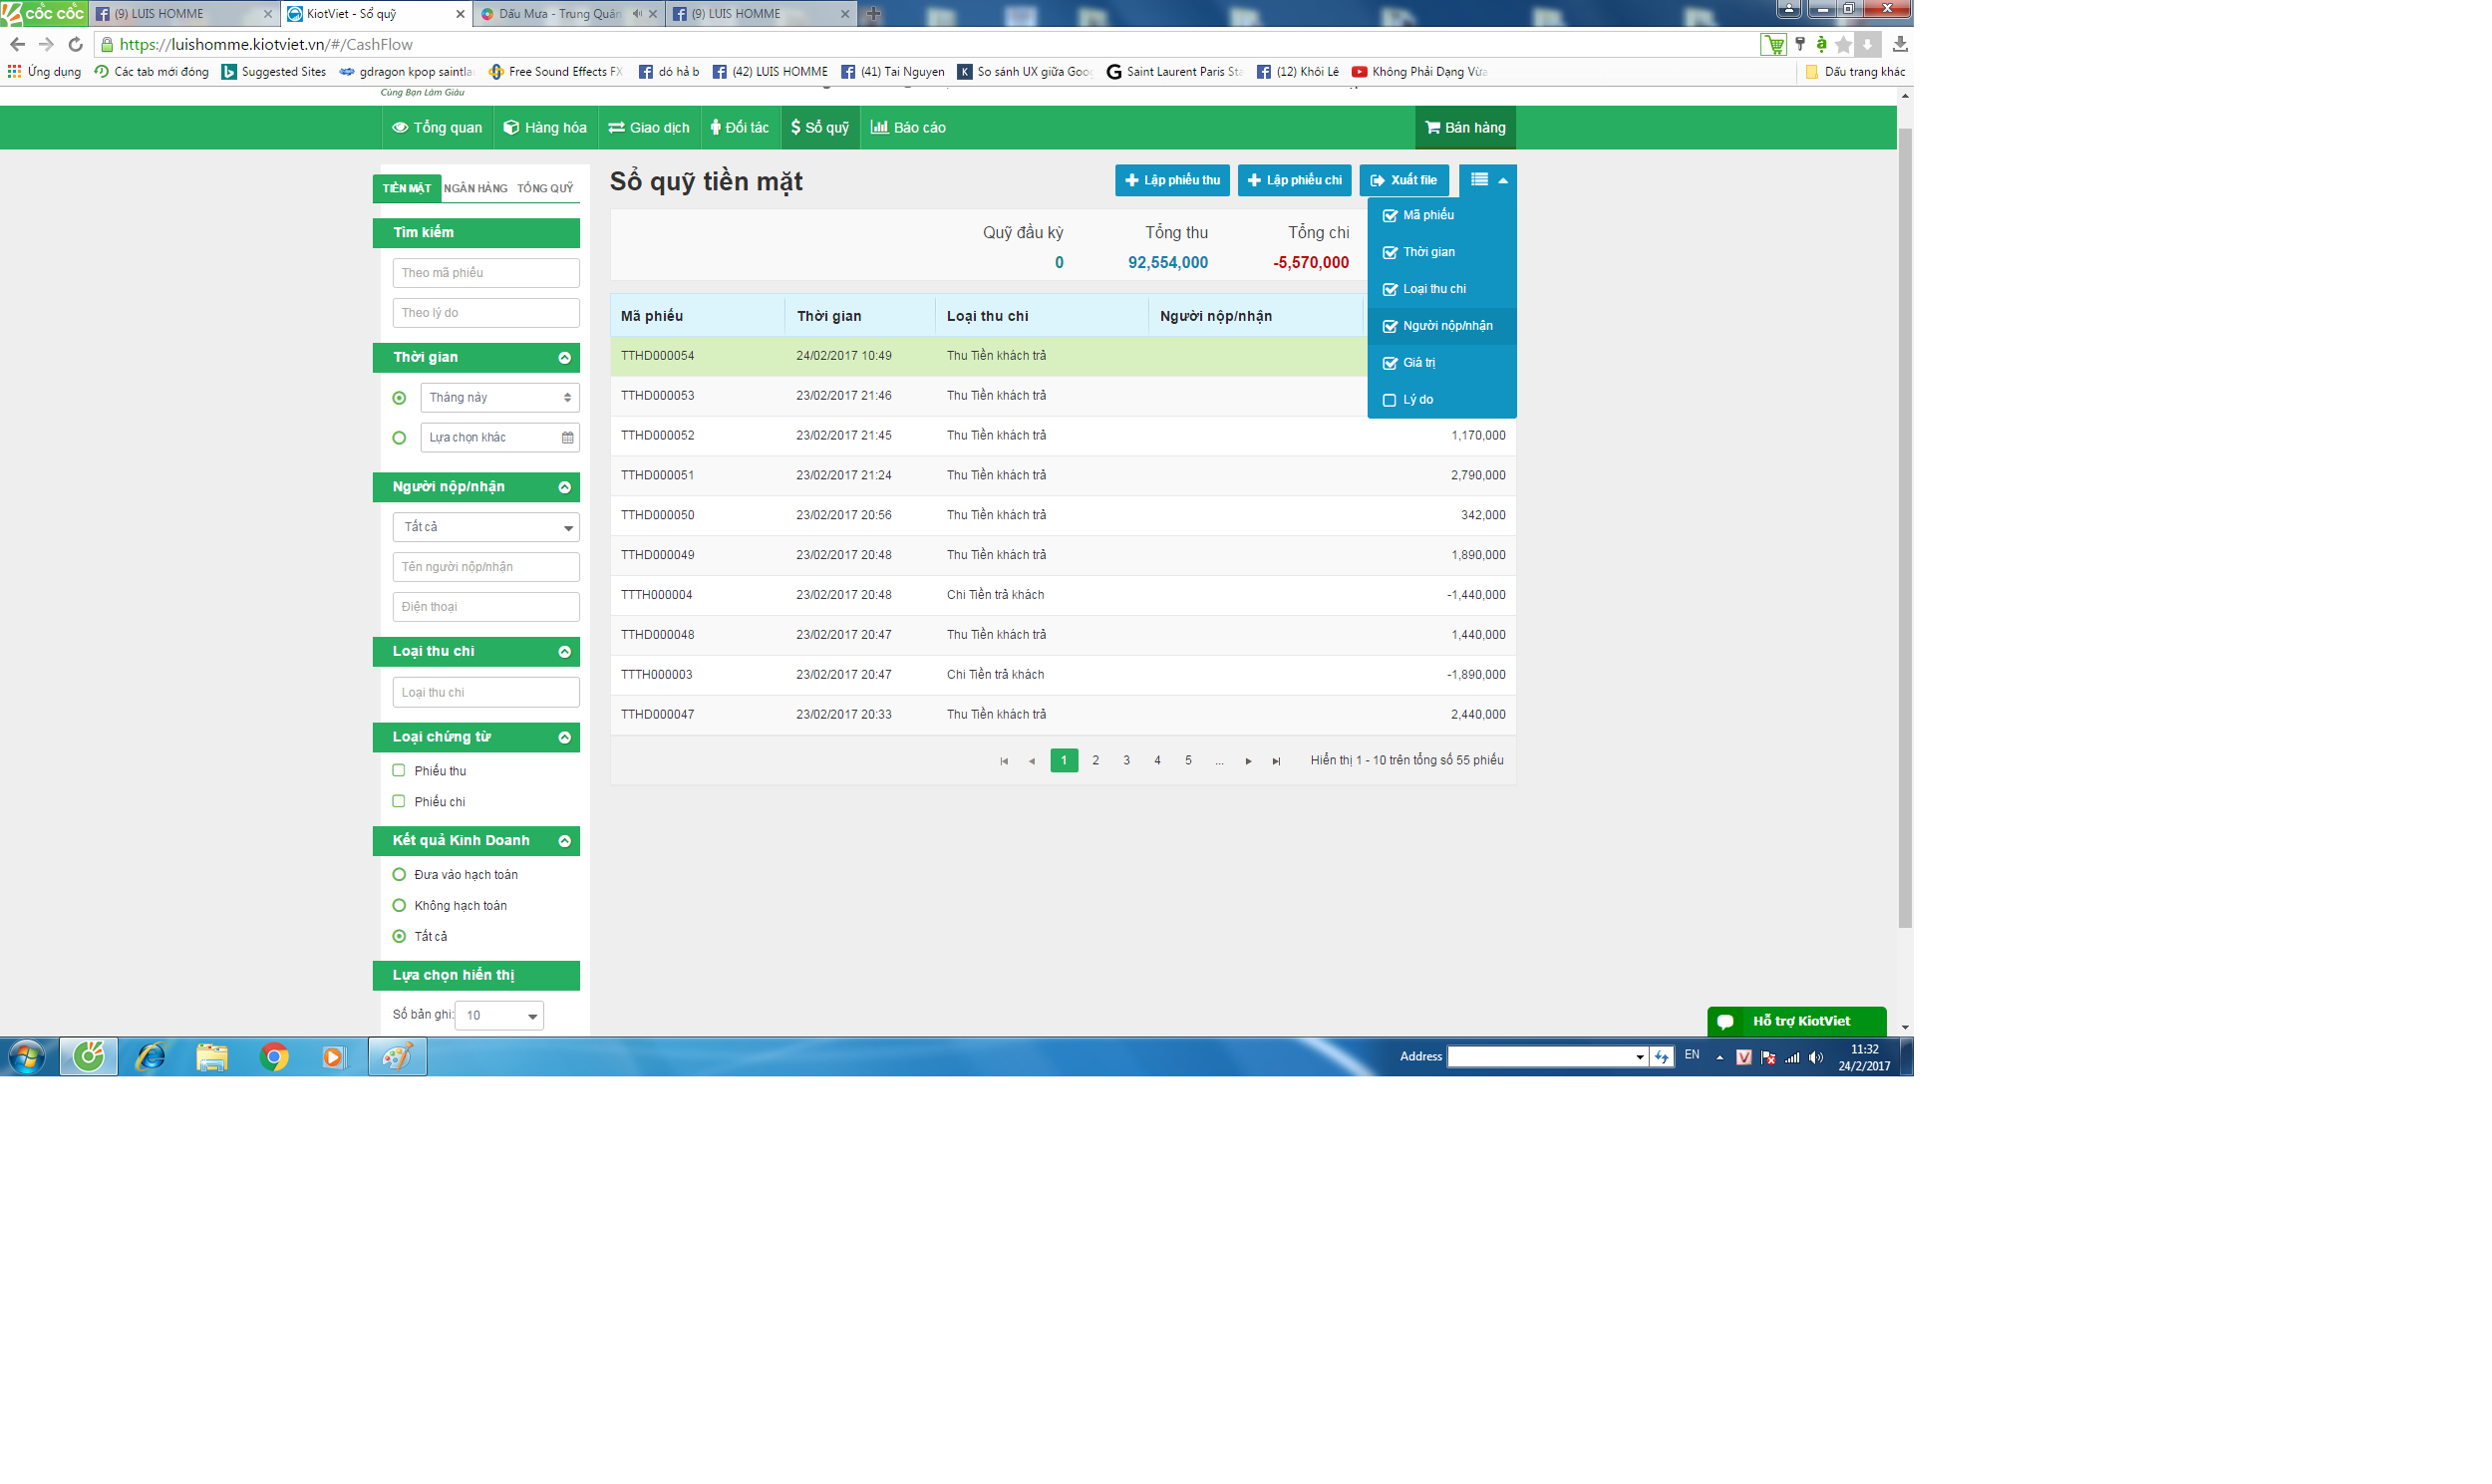 cốc cốc (9) LUIS HOMME KiotViet - Sổ quỹ Dấu Mưa - Trung Quân (9) LUIS HOMME
https://luishomme.kiotviet.vn/#/CashFlow
Ứng dụng Các tab mới đóng Suggested Sites gdragon kpop saintla Free Sound Effects FX dó hả b (42) LUIS HOMME (41) Tai Nguyen So sánh UX giữa Goog Saint Laurent Paris Sta (12) Khôi Lê Không Phải Dạng Vừa Dấu trang khác
Cùng Bạn Làm Giàu
Tổng quan Hàng hóa Giao dịch Đối tác Sổ quỹ Báo cáo Bán hàng
TIỀN MẶT NGÂN HÀNG TỔNG QUỸ
Tìm kiếm
Theo mã phiếu
Theo lý do
Thời gian
Tháng này
Lựa chọn khác
Người nộp/nhận
Tất cả
Tên người nộp/nhận
Điện thoại
Loại thu chi
Loại thu chi
Loại chứng từ
Phiếu thu
Phiếu chi
Kết quả Kinh Doanh
Đưa vào hạch toán
Không hạch toán
Tất cả
Lựa chọn hiển thị
Số bản ghi: 10
Sổ quỹ tiền mặt
Lập phiếu thu Lập phiếu chi Xuất file
Mã phiếu
Thời gian
Loại thu chi
Người nộp/nhận
Giá trị
Lý do
Quỹ đầu kỳ Tổng thu Tổng chi
0 92,554,000 -5,570,000
Mã phiếu Thời gian Loại thu chi Người nộp/nhận
TTHD000054 24/02/2017 10:49 Thu Tiền khách trả
TTHD000053 23/02/2017 21:46 Thu Tiền khách trả
TTHD000052 23/02/2017 21:45 Thu Tiền khách trả 1,170,000
TTHD000051 23/02/2017 21:24 Thu Tiền khách trả 2,790,000
TTHD000050 23/02/2017 20:56 Thu Tiền khách trả 342,000
TTHD000049 23/02/2017 20:48 Thu Tiền khách trả 1,890,000
TTTH000004 23/02/2017 20:48 Chi Tiền trả khách -1,440,000
TTHD000048 23/02/2017 20:47 Thu Tiền khách trả 1,440,000
TTTH000003 23/02/2017 20:47 Chi Tiền trả khách -1,890,000
TTHD000047 23/02/2017 20:33 Thu Tiền khách trả 2,440,000
1 2 3 4 5 ... Hiển thị 1 - 10 trên tổng số 55 phiếu
Hỗ trợ KiotViet
Address EN 11:32
24/2/2017